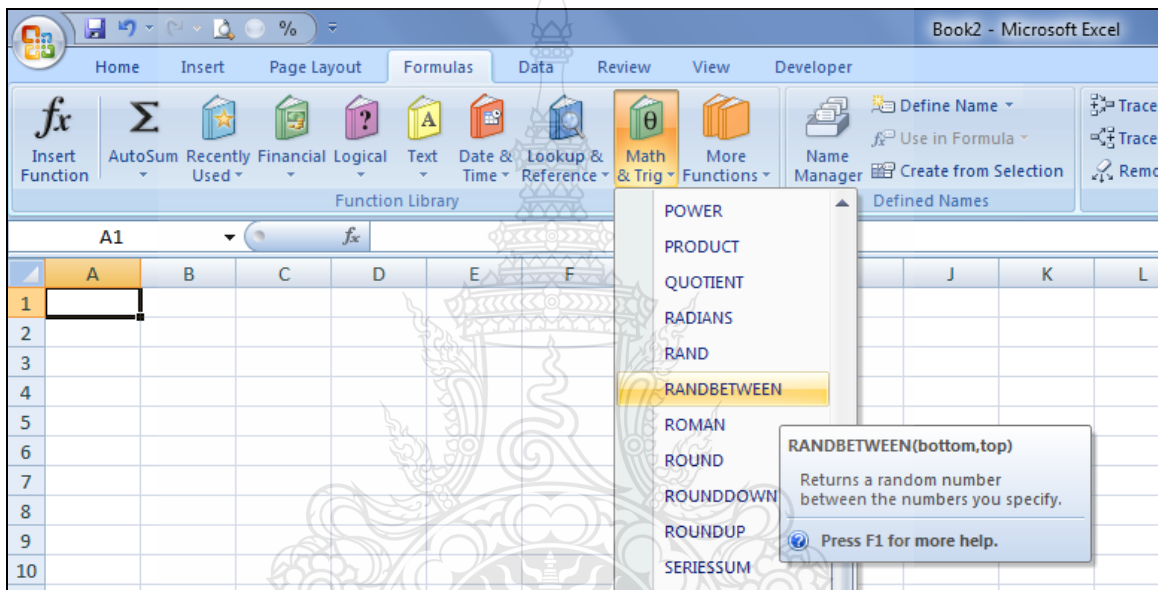 %
Book2 - Microsoft Excel
Home Insert Page Layout Formulas Data Review View Developer
fx Σ ? A θ
Insert Function
AutoSum
Recently Used
Financial
Logical
Text
Date & Time
Lookup & Reference
Math & Trig
More Functions
Name Manager
Define Name
Use in Formula
Create from Selection
Trace
Trace
Function Library
Defined Names
A1 fx
A B C D E F J K L
1
2
3
4
5
6
7
8
9
10
POWER
PRODUCT
QUOTIENT
RADIANS
RAND
RANDBETWEEN
ROMAN
ROUND
ROUNDDOWN
ROUNDUP
SERIESSUM
RANDBETWEEN(bottom,top)
Returns a random number
between the numbers you specify.
Press F1 for more help.